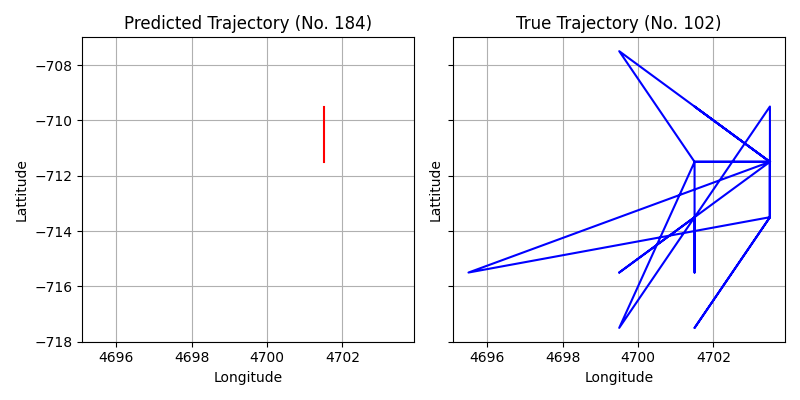 Predicted Trajectory (No. 184)
True Trajectory (No. 102)
−708
−710
−712
−714
−716
−718
Lattitude
Lattitude
4696
4698
4700
4702
4696
4698
4700
4702
Longitude
Longitude